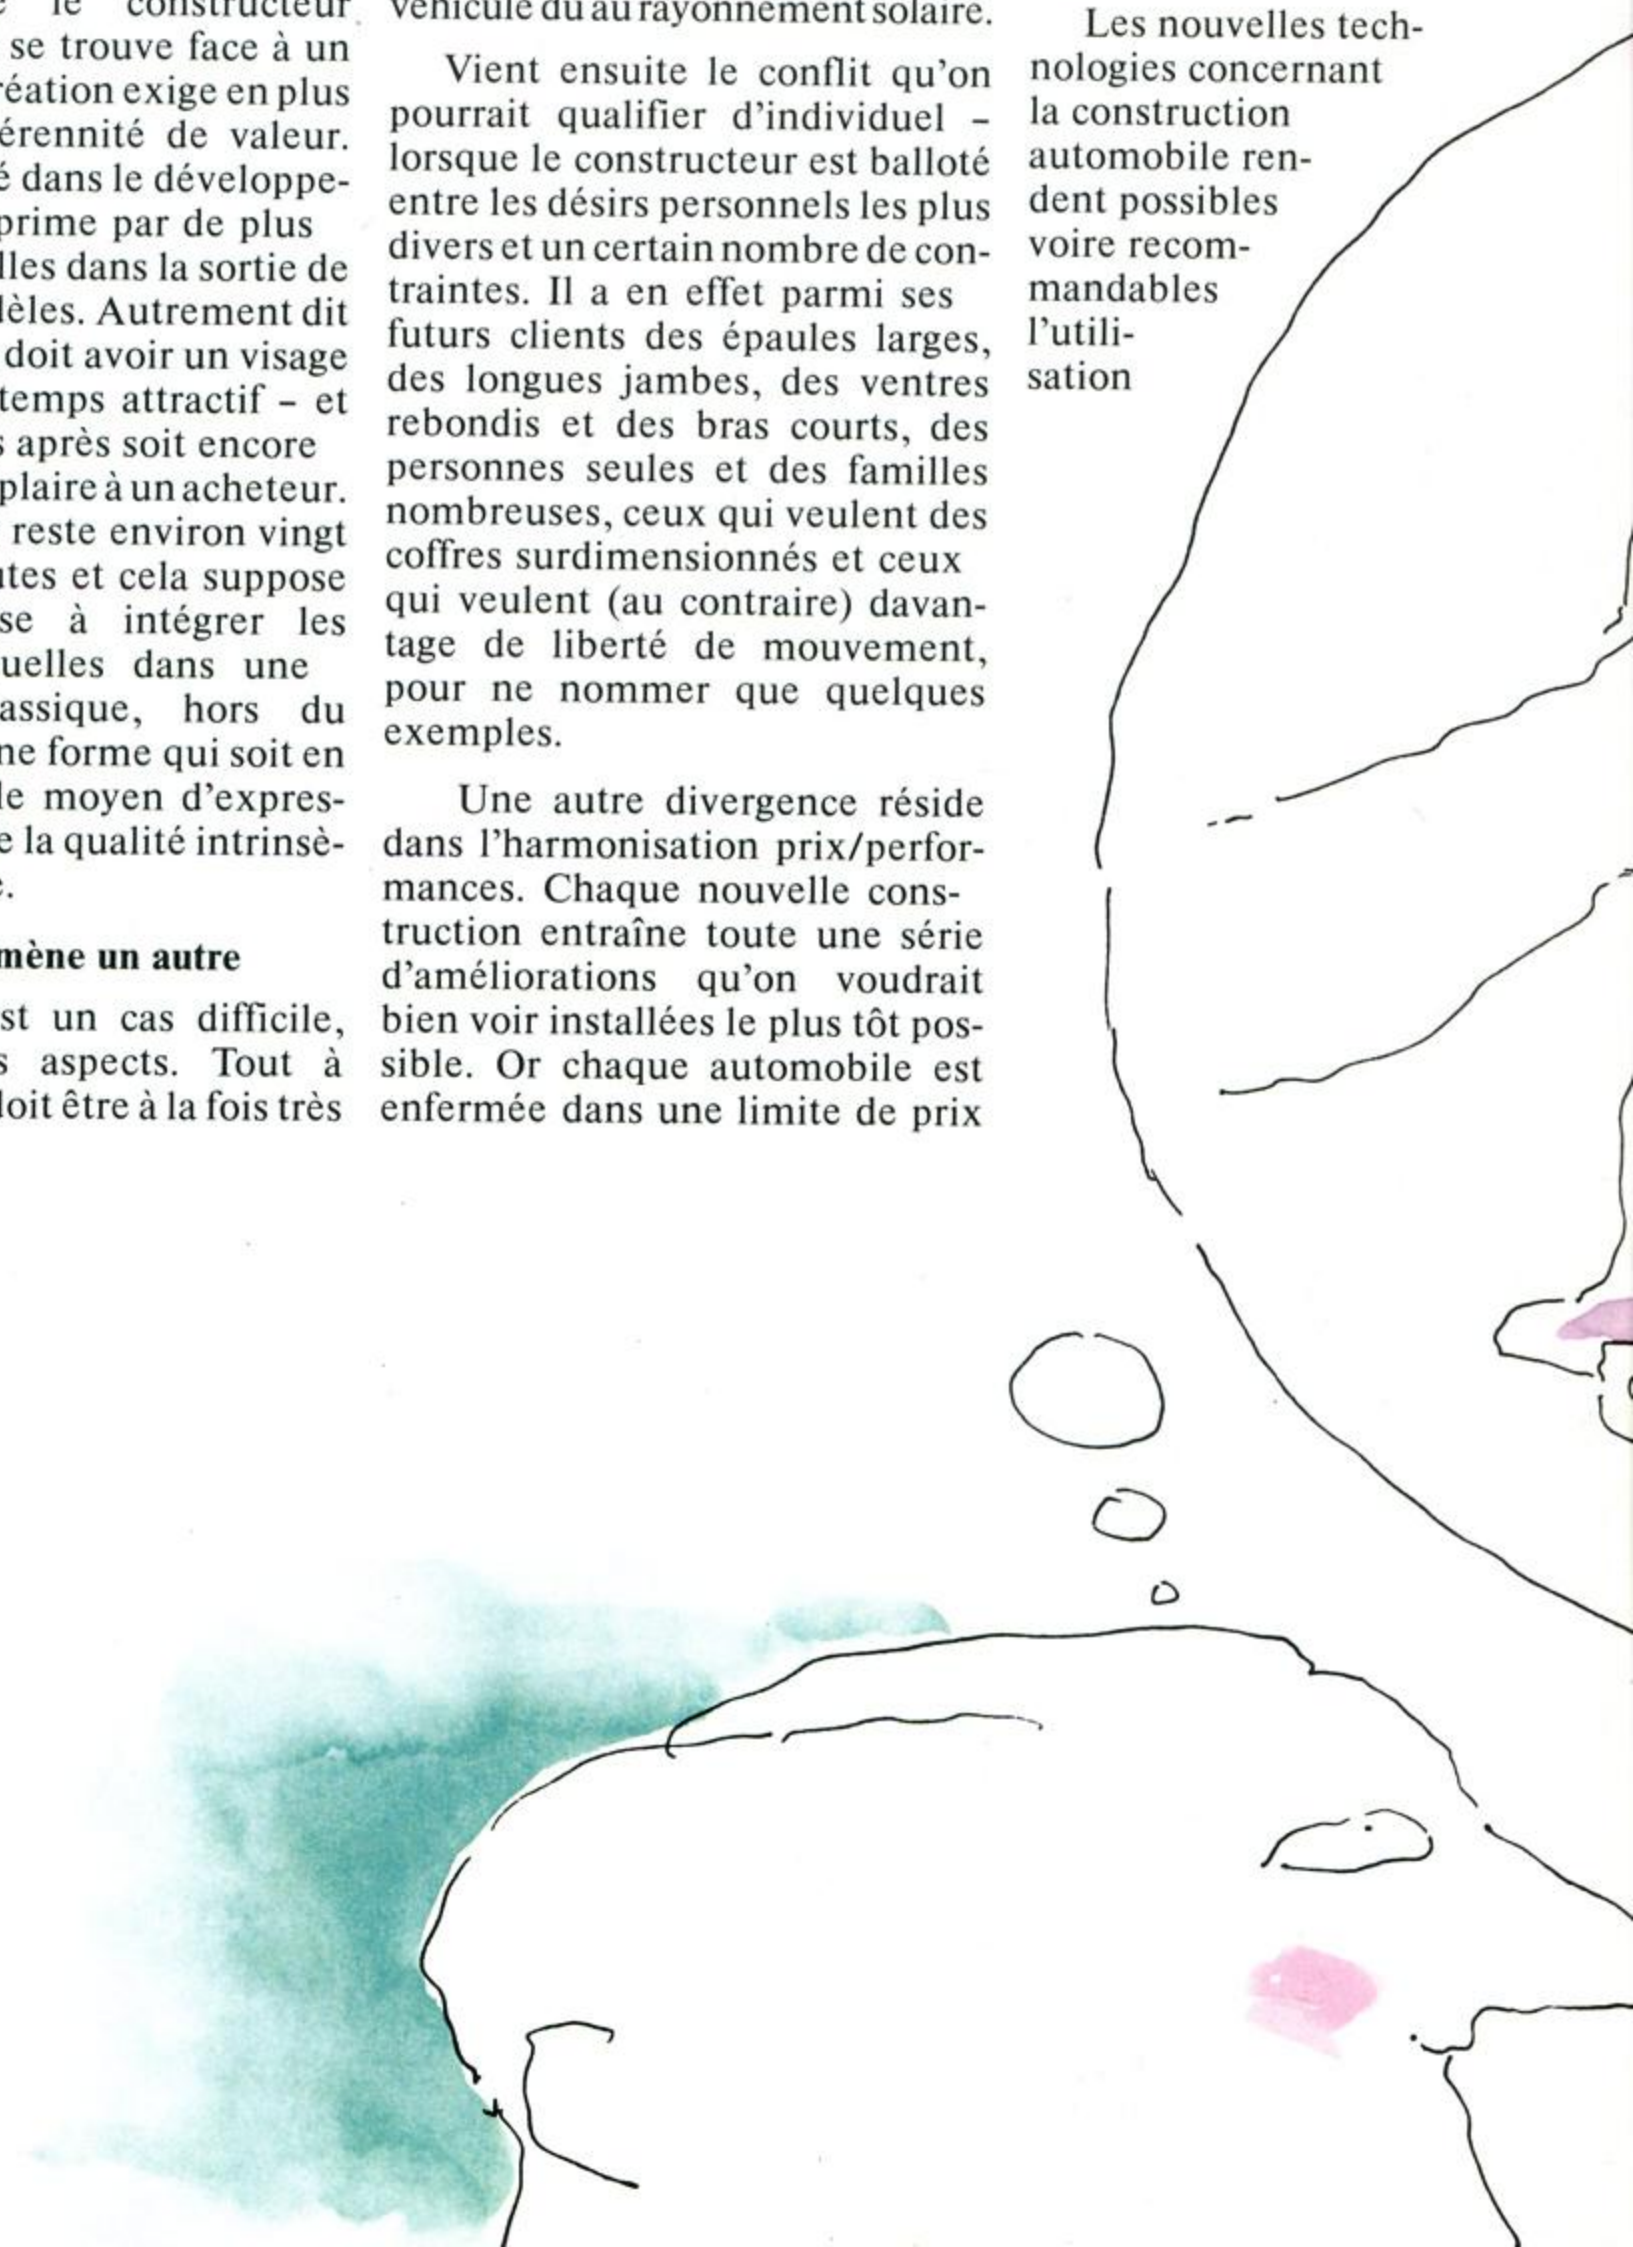 le constructeur
se trouve face à un
éation exige en plus
érennité de valeur.
é dans le développe-
prime par de plus
lles dans la sortie de
èles. Autrement dit
doit avoir un visage
temps attractif – et
s après soit encore
plaire à un acheteur.
reste environ vingt
tes et cela suppose
se à intégrer les
uelles dans une
assique, hors du
ne forme qui soit en
le moyen d'expres-
e la qualité intrinsè-
mène un autre
st un cas difficile,
s aspects. Tout à
doit être à la fois très
véhicule du au rayonnement solaire.
Vient ensuite le conflit qu'on
pourrait qualifier d'individuel –
lorsque le constructeur est balloté
entre les désirs personnels les plus
divers et un certain nombre de con-
traintes. Il a en effet parmi ses
futurs clients des épaules larges,
des longues jambes, des ventres
rebondis et des bras courts, des
personnes seules et des familles
nombreuses, ceux qui veulent des
coffres surdimensionnés et ceux
qui veulent (au contraire) davan-
tage de liberté de mouvement,
pour ne nommer que quelques
exemples.
Une autre divergence réside
dans l'harmonisation prix/perfor-
mances. Chaque nouvelle cons-
truction entraîne toute une série
d'améliorations qu'on voudrait
bien voir installées le plus tôt pos-
sible. Or chaque automobile est
enfermée dans une limite de prix
Les nouvelles tech-
nologies concernant
la construction
automobile ren-
dent possibles
voire recom-
mandables
l'utili-
sation